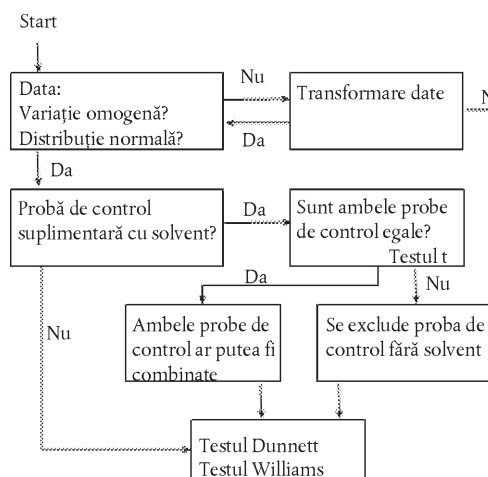 Start
Data:
Variație omogenă?
Distribuție normală?
Nu
Da
Transformare date
Da
Probă de control
suplimentară cu solvent?
Da
Sunt ambele probe
de control egale?
Testul t
Da
Nu
Nu
Ambele probe de
control ar putea fi
combinate
Se exclude proba de
control fără solvent
Testul Dunnett
Testul Williams